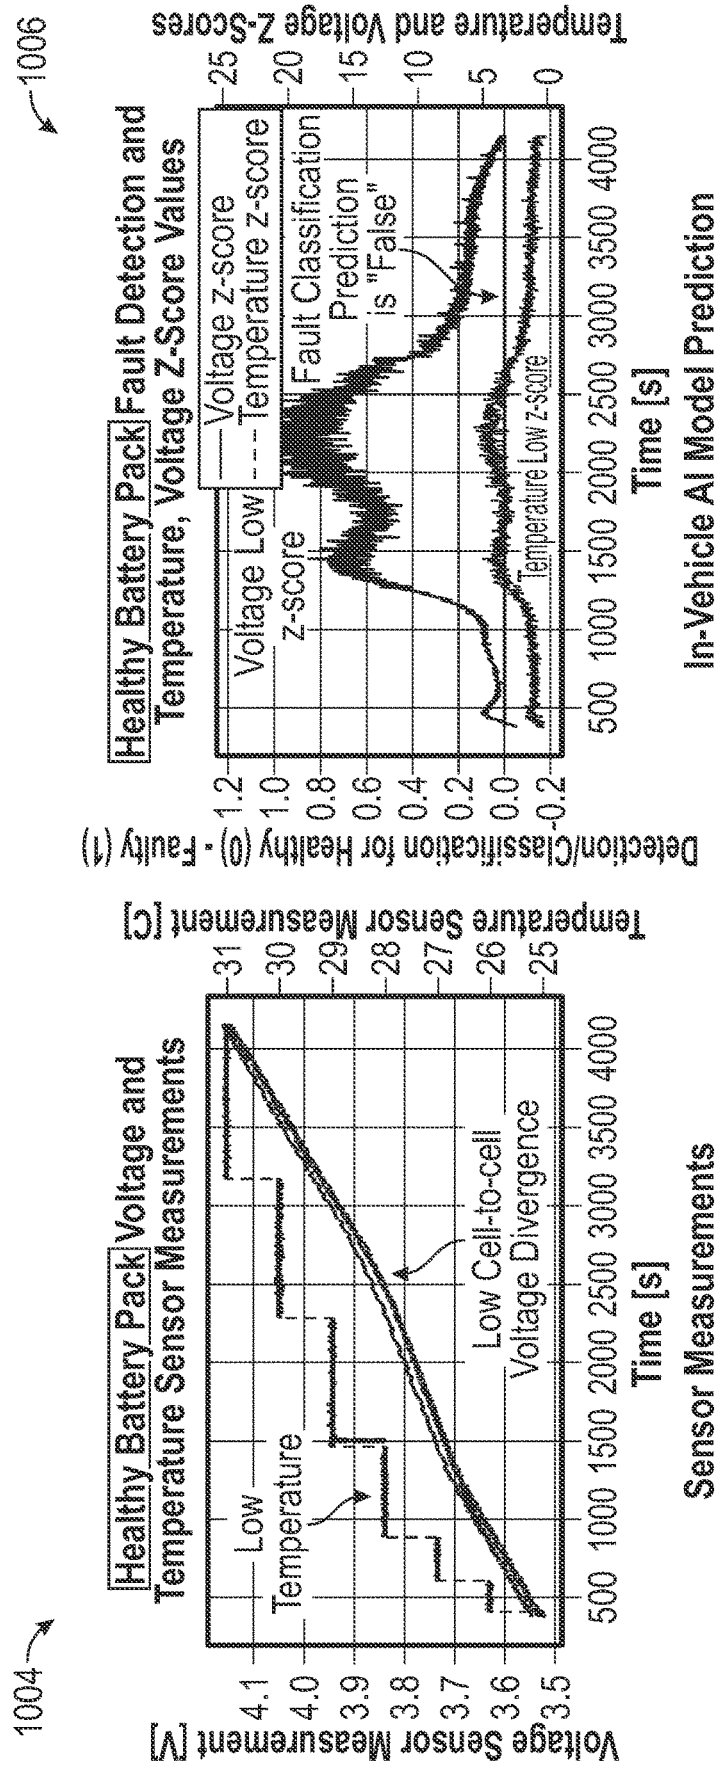 1004
Healthy Battery Pack Voltage and
Temperature Sensor Measurements
Voltage Sensor Measurement [V]
4.1
4.0
3.9
3.8
3.7
3.6
3.5
Temperature Sensor Measurement [C]
31
30
29
28
27
26
25
Low
Temperature
Low Cell-to-cell
Voltage Divergence
500 1000 1500 2000 2500 3000 3500 4000
Time [s]
Sensor Measurements
1006
Healthy Battery Pack Fault Detection and
Temperature, Voltage Z-Score Values
Detection/Classification for Healthy (0) - Faulty (1)
1.2
1.0
0.8
0.6
0.4
0.2
0.0
-0.2
Temperature and Voltage Z-Scores
25
20
15
10
5
0
Voltage z-score
Temperature z-score
Voltage Low
z-score
Fault Classification
Prediction
is "False"
Temperature Low z-score
500 1000 1500 2000 2500 3000 3500 4000
Time [s]
In-Vehicle AI Model Prediction